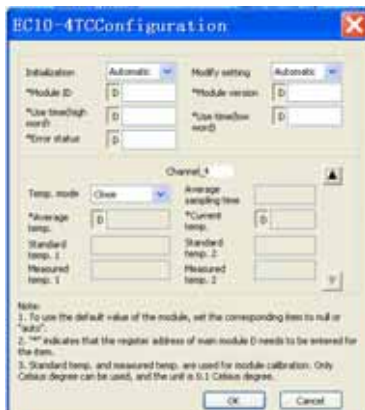 EC10-4TCConfiguration
Initialization Automatic Modify setting Automatic
*Module ID D *Module version D
*Use time(high word) D *Use time(low word) D
*Error status D
Channel_4
Temp. mode Close Average sampling time
*Average temp. D *Current temp. D
Standard temp. 1 Standard temp. 2
Measured temp. 1 Measured temp. 2
Note:
1. To use the default value of the module, set the corresponding item to null or
"auto".
2. "*" indicates that the register address of main module D needs to be entered for
the item.
3. Standard temp. and measured temp. are used for module calibration. Only
Celsius degree can be used, and the unit is 0.1 Celsius degree.
OK Cancel